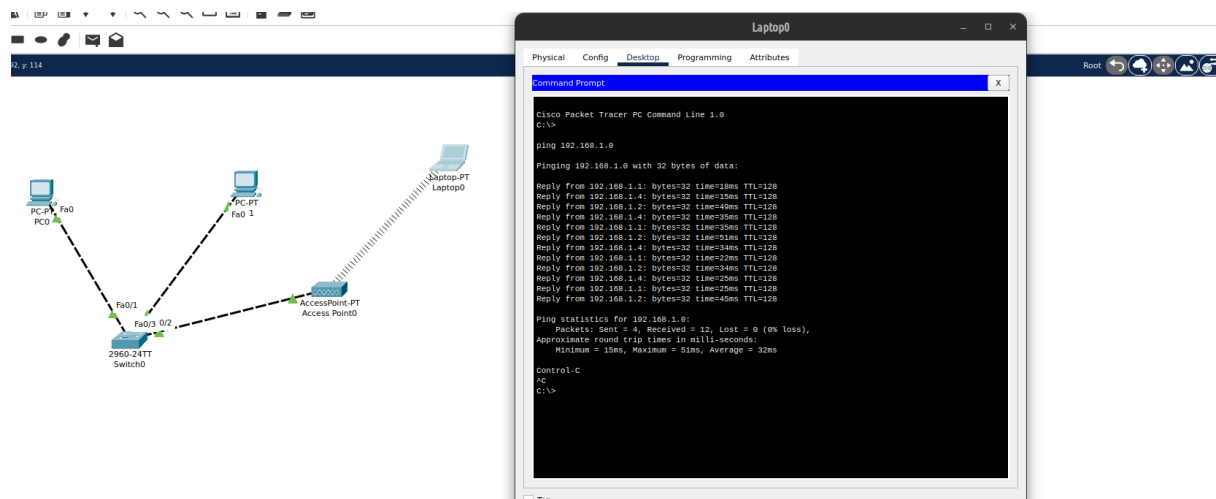 Laptop0
Physical Config Desktop Programming Attributes
92, y: 114
Root
Command Prompt X
Cisco Packet Tracer PC Command Line 1.0
C:\>
ping 192.168.1.0
Pinging 192.168.1.0 with 32 bytes of data:
Reply from 192.168.1.1: bytes=32 time=18ms TTL=128
Reply from 192.168.1.4: bytes=32 time=15ms TTL=128
Reply from 192.168.1.2: bytes=32 time=49ms TTL=128
Reply from 192.168.1.4: bytes=32 time=35ms TTL=128
Reply from 192.168.1.1: bytes=32 time=35ms TTL=128
Reply from 192.168.1.2: bytes=32 time=51ms TTL=128
Reply from 192.168.1.4: bytes=32 time=34ms TTL=128
Reply from 192.168.1.1: bytes=32 time=22ms TTL=128
Reply from 192.168.1.2: bytes=32 time=34ms TTL=128
Reply from 192.168.1.4: bytes=32 time=25ms TTL=128
Reply from 192.168.1.1: bytes=32 time=25ms TTL=128
Reply from 192.168.1.2: bytes=32 time=45ms TTL=128
Ping statistics for 192.168.1.0:
Packets: Sent = 4, Received = 12, Lost = 0 (0% loss),
Approximate round trip times in milli-seconds:
Minimum = 15ms, Maximum = 51ms, Average = 32ms
Control-C
^C
C:\>
Laptop-PT
Laptop0
PC-PT Fa0
PC0
PC-PT
Fa0 1
AccessPoint-PT
Access Point0
Fa0/1
Fa0/3 0/2
2960-24TT
Switch0